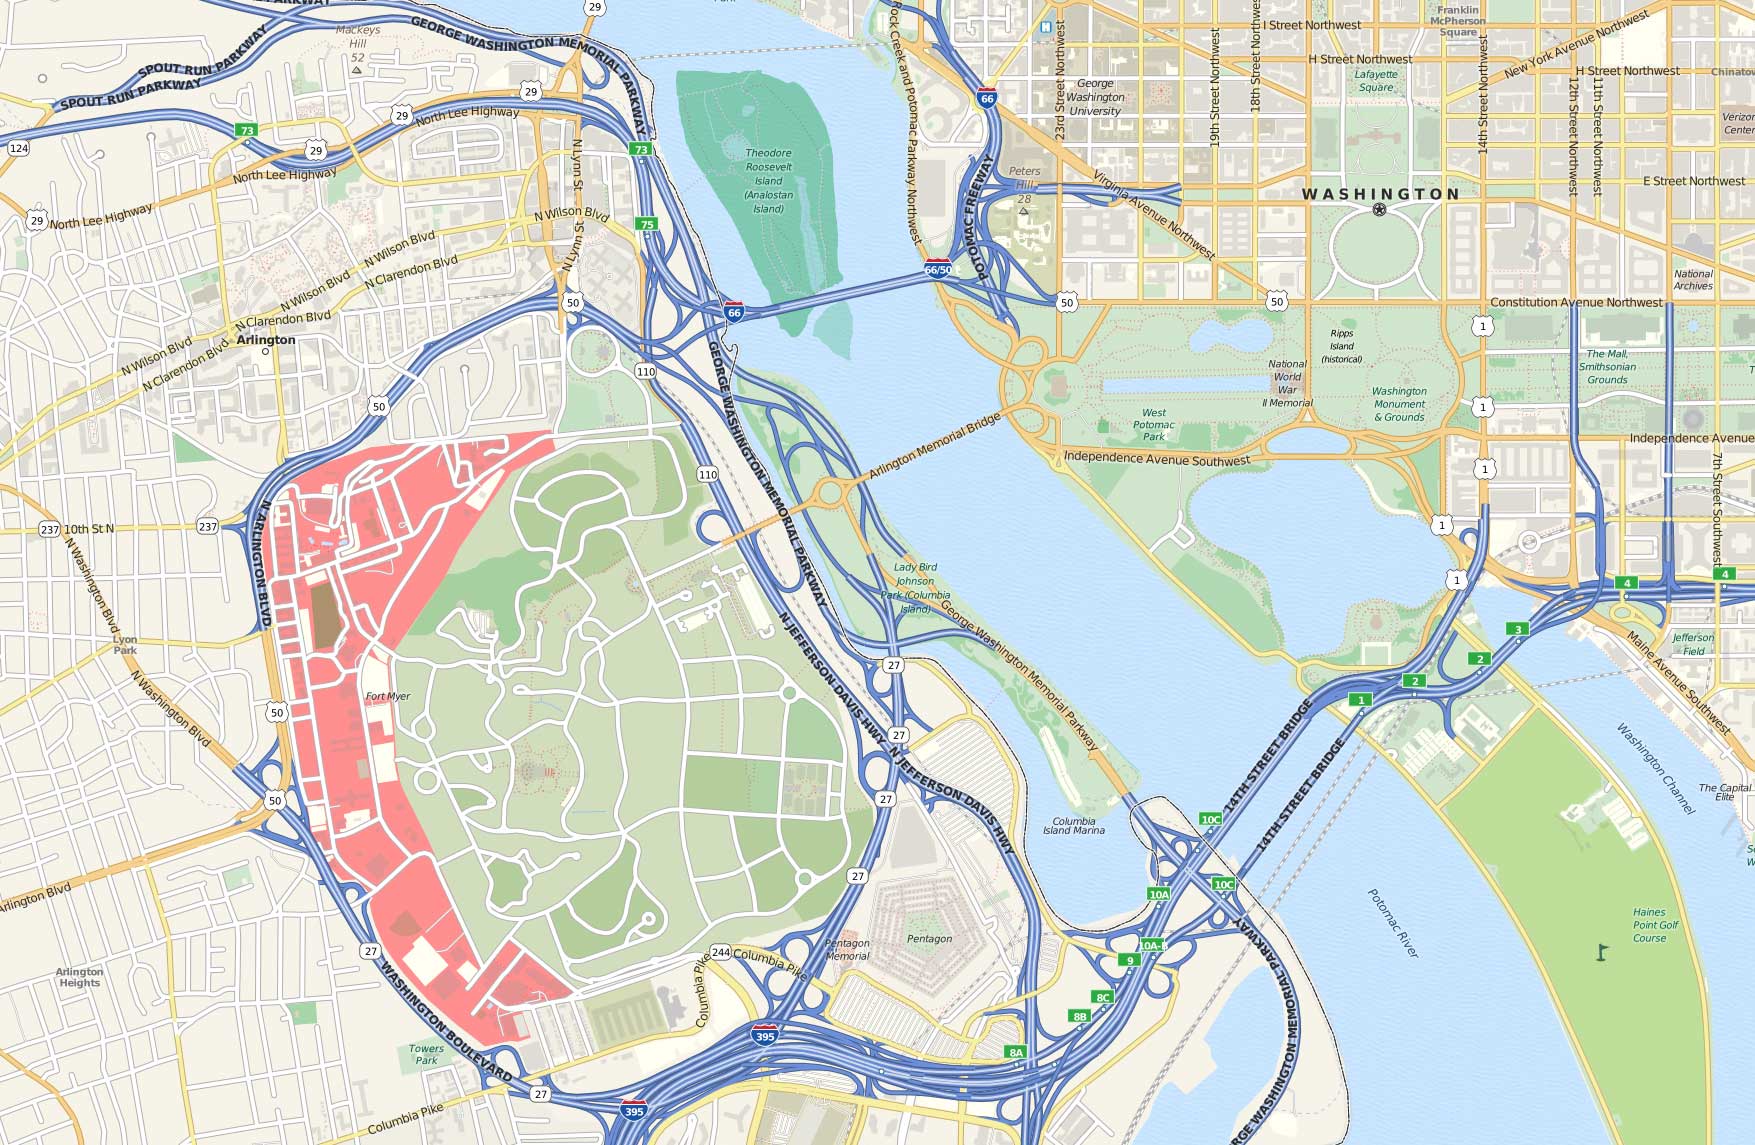 PARKWAY
Park
29
Franklin
McPherson
Square
GEORGE WASHINGTON MEMORIAL PARKWAY
Mackeys
Hill
52
I Street Northwest
H Street Northwest
New York Avenue Northwest
SPOUT RUN PARKWAY
SPOUT RUN PARKWAY
H Street Northwest
Chinatow
Lafayette
Square
George
Washington
University
Rock Creek and Potomac Parkway Northwest
23rd Street Northwest
19th Street Northwest
18th Street Northwest
14th Street Northwest
12th Street Northwest
11th Street Northwest
66
29
29
North Lee Highway
Verizon
Center
73
124
29
73
North Lee Highway
N Lynn St
Theodore
Roosevelt
Island
(Analostan
Island)
Peters
Hill
28
Virginia Avenue Northwest
E Street Northwest
WASHINGTON
29
North Lee Highway
N Wilson Blvd
75
N Lynn St
POTOMAC FREEWAY
N Wilson Blvd
N Clarendon Blvd
66/50
National
Archives
N Wilson Blvd
50
66
50
50
Constitution Avenue Northwest
N Clarendon Blvd
Arlington
N Wilson Blvd
N Clarendon Blvd
1
Ripps
Island
(historical)
The Mall,
Smithsonian
Grounds
110
GEORGE WASHINGTON MEMORIAL PARKWAY
National
World
War
II Memorial
Washington
Monument
& Grounds
50
1
West
Potomac
Park
Arlington Memorial Bridge
Independence Avenue
Independence Avenue Southwest
7th Street Southwest
110
1
N ARLINGTON BLVD
237
10th St N
237
1
N Washington Blvd
Lady Bird
Johnson
Park (Columbia
Island)
George Washington Memorial Parkway
1
4
4
3
Lyon
Park
N JEFFERSON DAVIS HWY
Jefferson
Field
Maine Avenue Southwest
27
2
2
N Washington Blvd
Fort Myer
1
50
14TH STREET BRIDGE
14TH STREET BRIDGE
Washington Channel
27
N JEFFERSON DAVIS HWY
The Capital
Elite
50
27
Columbia
Island Marina
10C
27
10C
10A
Arlington Blvd
Potomac River
Haines
Point Golf
Course
Pentagon
Pentagon
Memorial
27
244
Columbia Pike
10A-B
9
Arlington
Heights
WASHINGTON BOULEVARD
Columbia Pike
GEORGE WASHINGTON MEMORIAL PARKWAY
8C
8B
395
8A
Towers
Park
27
395
Columbia Pike